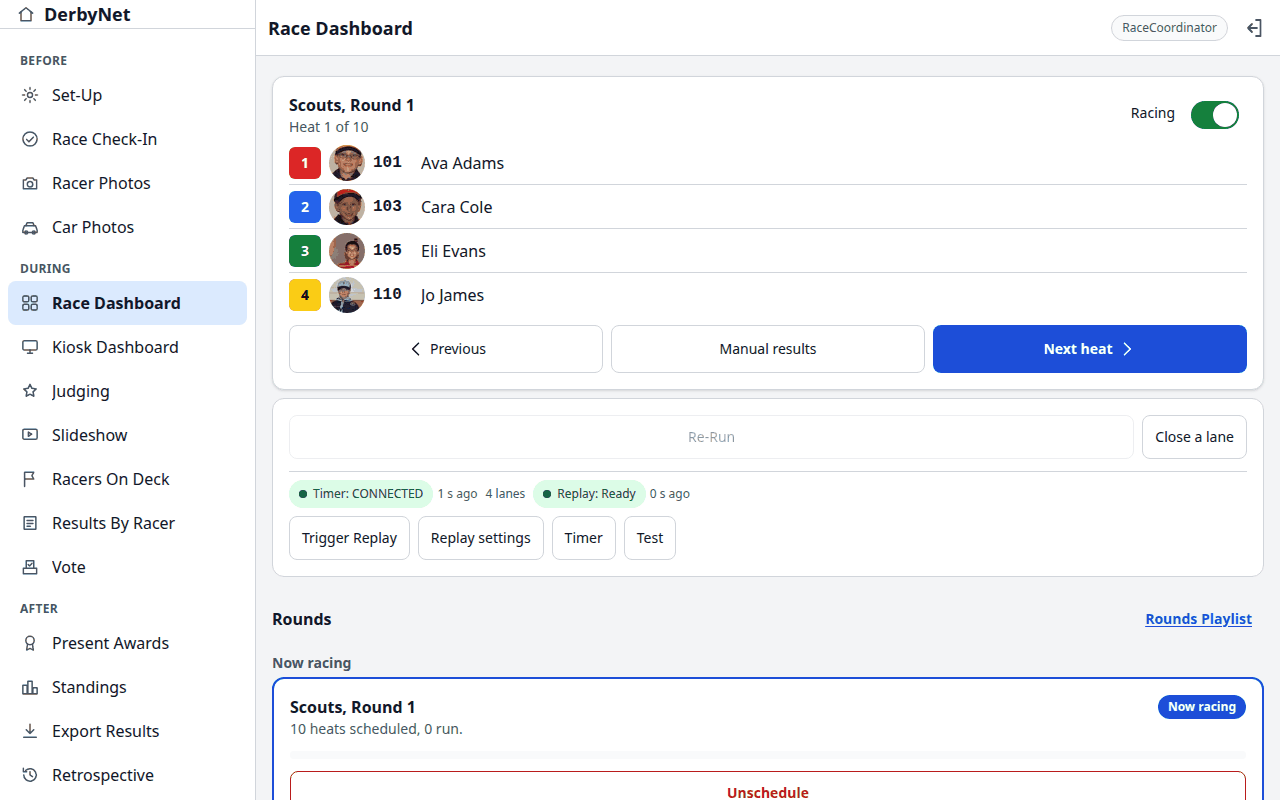 DerbyNet
Race Dashboard
RaceCoordinator
BEFORE
Set-Up
Race Check-In
Racer Photos
Car Photos
DURING
Race Dashboard
Kiosk Dashboard
Judging
Slideshow
Racers On Deck
Results By Racer
Vote
AFTER
Present Awards
Standings
Export Results
Retrospective
Scouts, Round 1
Heat 1 of 10
Racing
1 101 Ava Adams
2 103 Cara Cole
3 105 Eli Evans
4 110 Jo James
Previous Manual results Next heat
Re-Run Close a lane
Timer: CONNECTED 1 s ago 4 lanes Replay: Ready 0 s ago
Trigger Replay Replay settings Timer Test
Rounds Rounds Playlist
Now racing
Scouts, Round 1 Now racing
10 heats scheduled, 0 run.
Unschedule